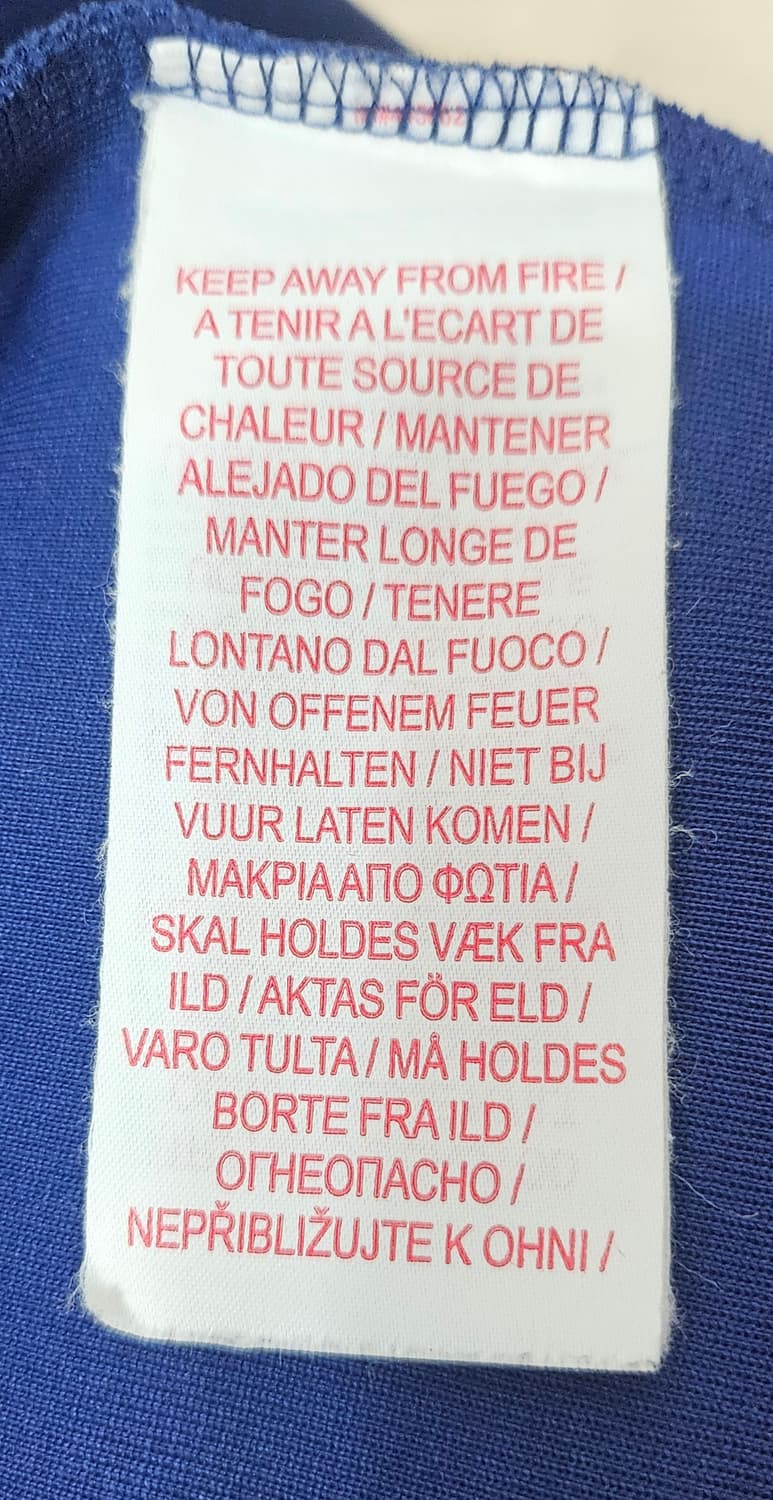 KEEP AWAY FROM FIRE /
A TENIR A L'ECART DE
TOUTE SOURCE DE
CHALEUR / MANTENER
ALEJADO DEL FUEGO /
MANTER LONGE DE
FOGO / TENERE
LONTANO DAL FUOCO /
VON OFFENEM FEUER
FERNHALTEN / NIET BIJ
VUUR LATEN KOMEN /
ΜΑΚΡΙΑ ΑΠΟ ΦΩΤΙΑ /
SKAL HOLDES VÆK FRA
ILD / AKTAS FÖR ELD /
VARO TULTA / MÅ HOLDES
BORTE FRA ILD /
ОГНЕОПАСНО /
NEPŘIBLIŽUJTE K OHNI /